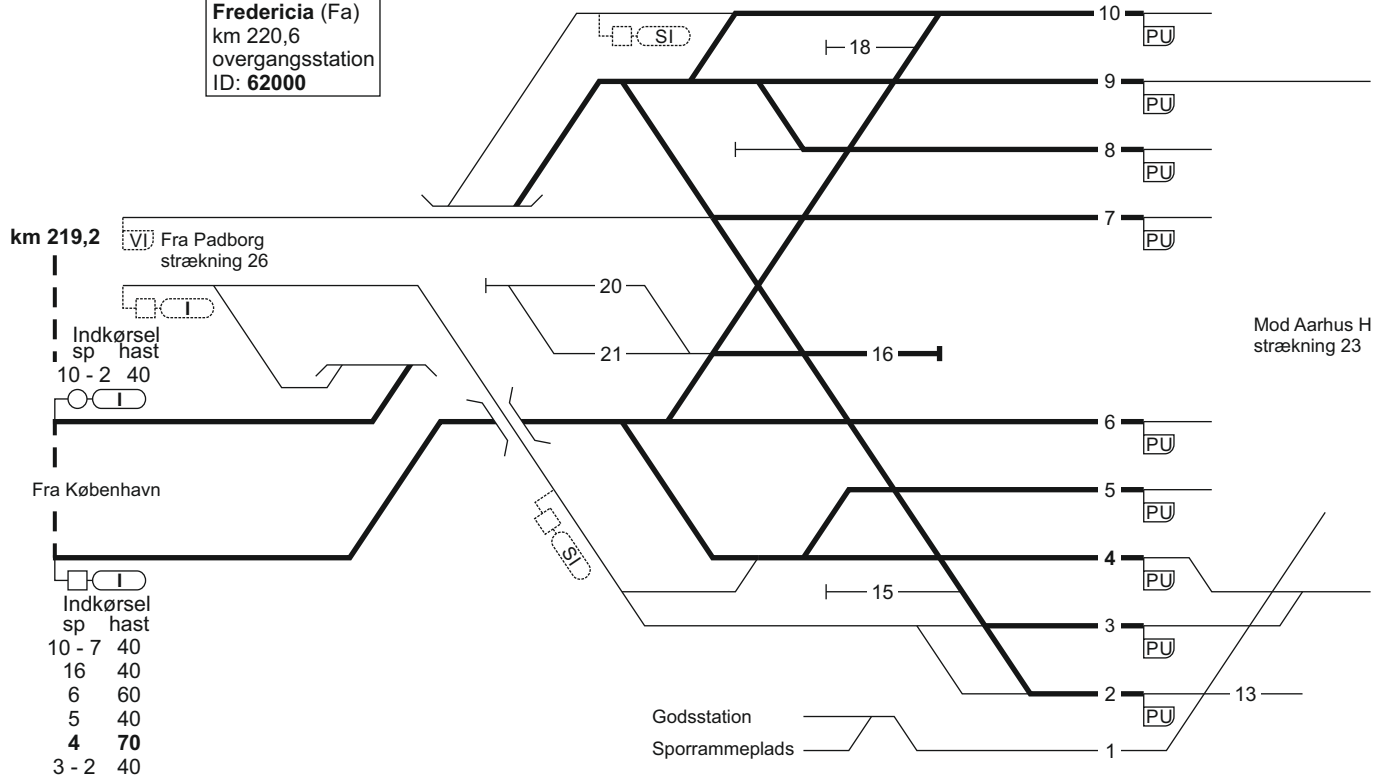 Fredericia (Fa)
km 220,6
overgangsstation
ID: 62000
SI
10
PU
18
9
PU
8
PU
7
PU
km 219,2
VI
Fra Padborg
strækning 26
I
20
21
16
Mod Aarhus H
strækning 23
Indkørsel
sp hast
10 - 2 40
I
6
PU
Fra København
5
PU
SI
4
PU
I
15
3
PU
Indkørsel
sp hast
10 - 7 40
16 40
6 60
5 40
4 70
3 - 2 40
2
PU
13
Godsstation
Sporrammeplads
1